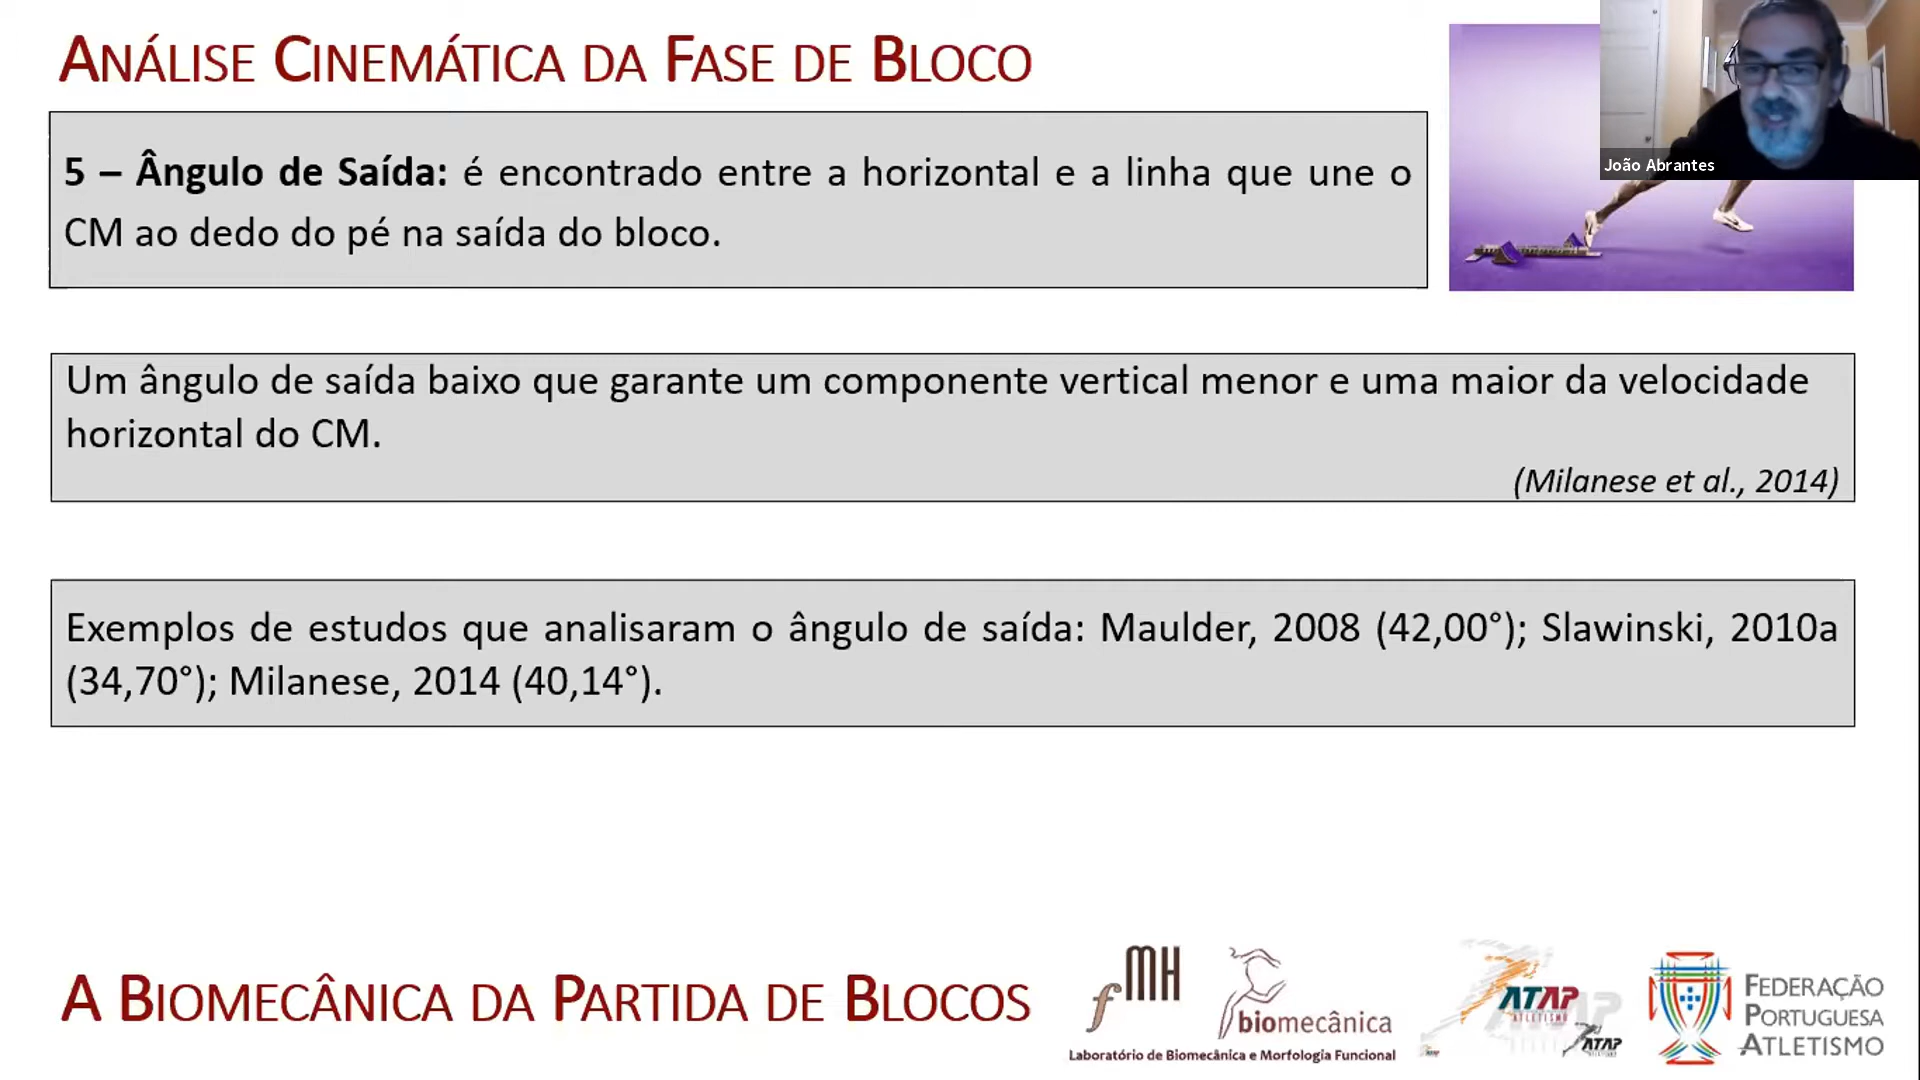 ANÁLISE CINEMÁTICA DA FASE DE BLOCO
João Abrantes
5 – Ângulo de Saída: é encontrado entre a horizontal e a linha que une o
CM ao dedo do pé na saída do bloco.
Um ângulo de saída baixo que garante um componente vertical menor e uma maior da velocidade
horizontal do CM.
(Milanese et al., 2014)
Exemplos de estudos que analisaram o ângulo de saída: Maulder, 2008 (42,00°); Slawinski, 2010a
(34,70°); Milanese, 2014 (40,14°).
A BIOMECÂNICA DA PARTIDA DE BLOCOS
fMH
biomecânica
Laboratório de Biomecânica e Morfologia Funcional
ATAP
ATLETISMO
ATAP
FEDERAÇÃO
PORTUGUESA
ATLETISMO